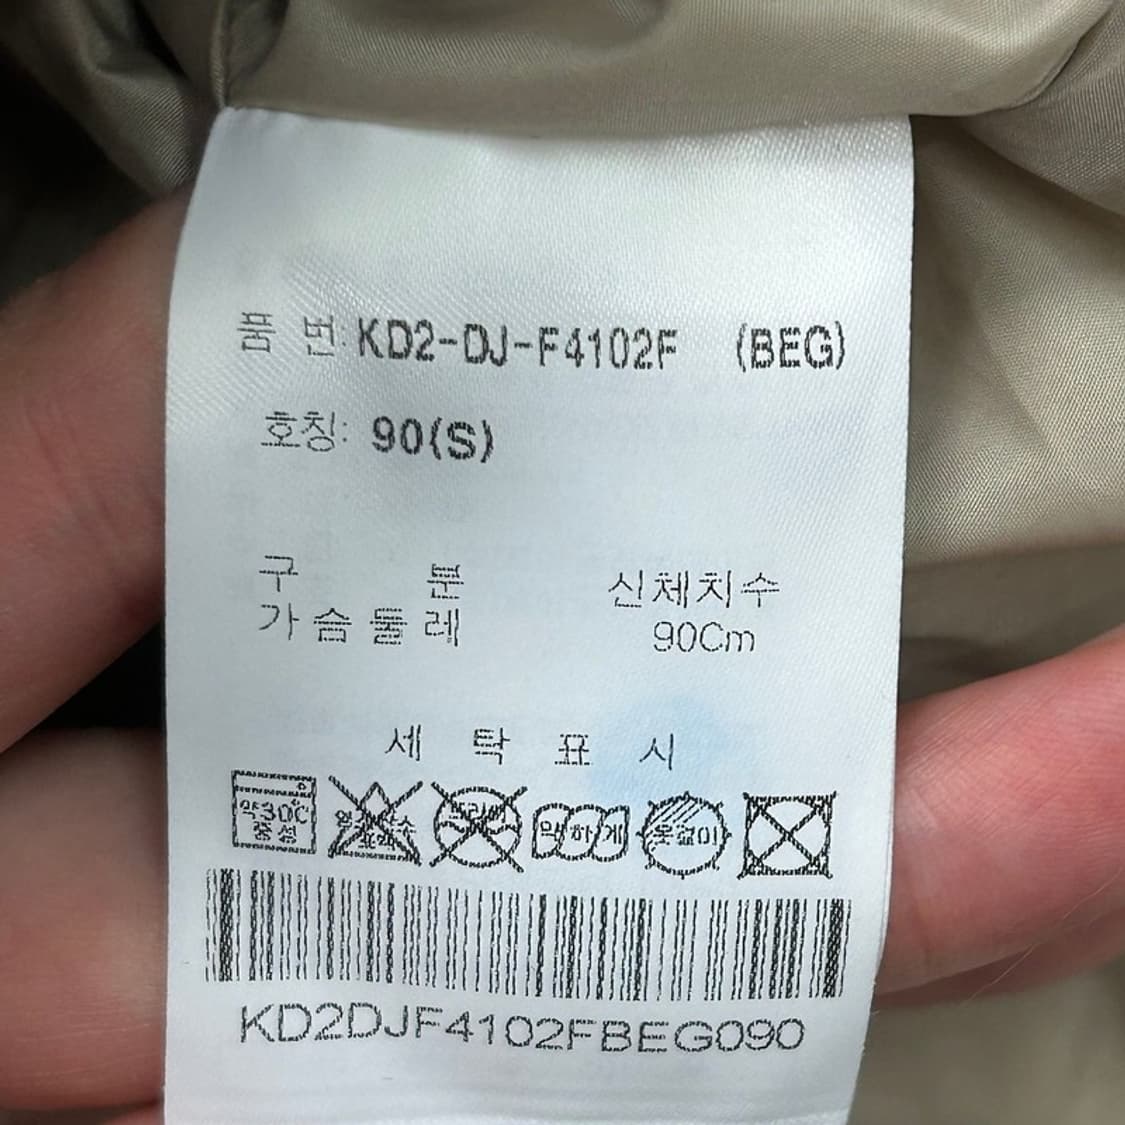 품 번: KD2-DJ-F4102F (BEG)
호칭: 90(S)
구 분 신체치수
가슴둘레 90Cm
세 탁 표 시
약30℃ 중성
약하게
옷걸이
KD2DJF4102FBEG090